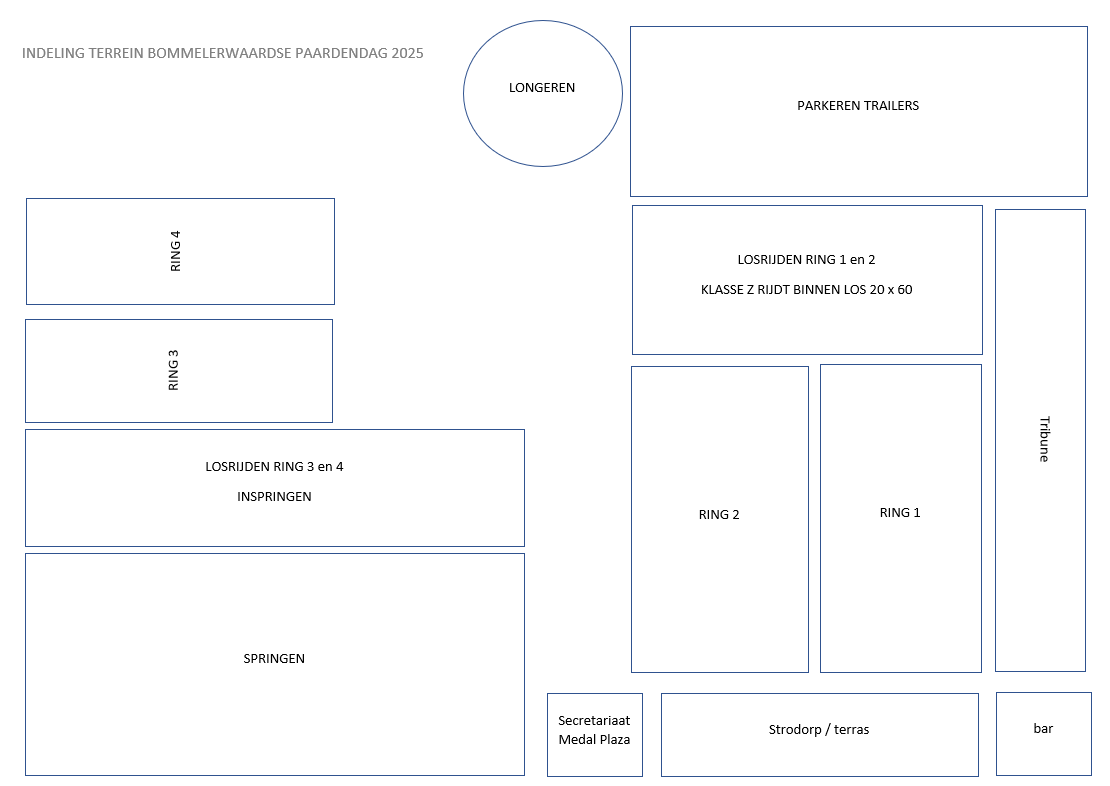 INDELING TERREIN BOMMELERWAARDSE PAARDENDAG 2025
LONGEREN
PARKEREN TRAILERS
RING 4
LOSRIJDEN RING 1 en 2
KLASSE Z RIJDT BINNEN LOS 20 x 60
RING 3
Tribune
LOSRIJDEN RING 3 en 4
INSPRINGEN
RING 2
RING 1
SPRINGEN
Secretariaat
Medal Plaza
Strodorp / terras
bar